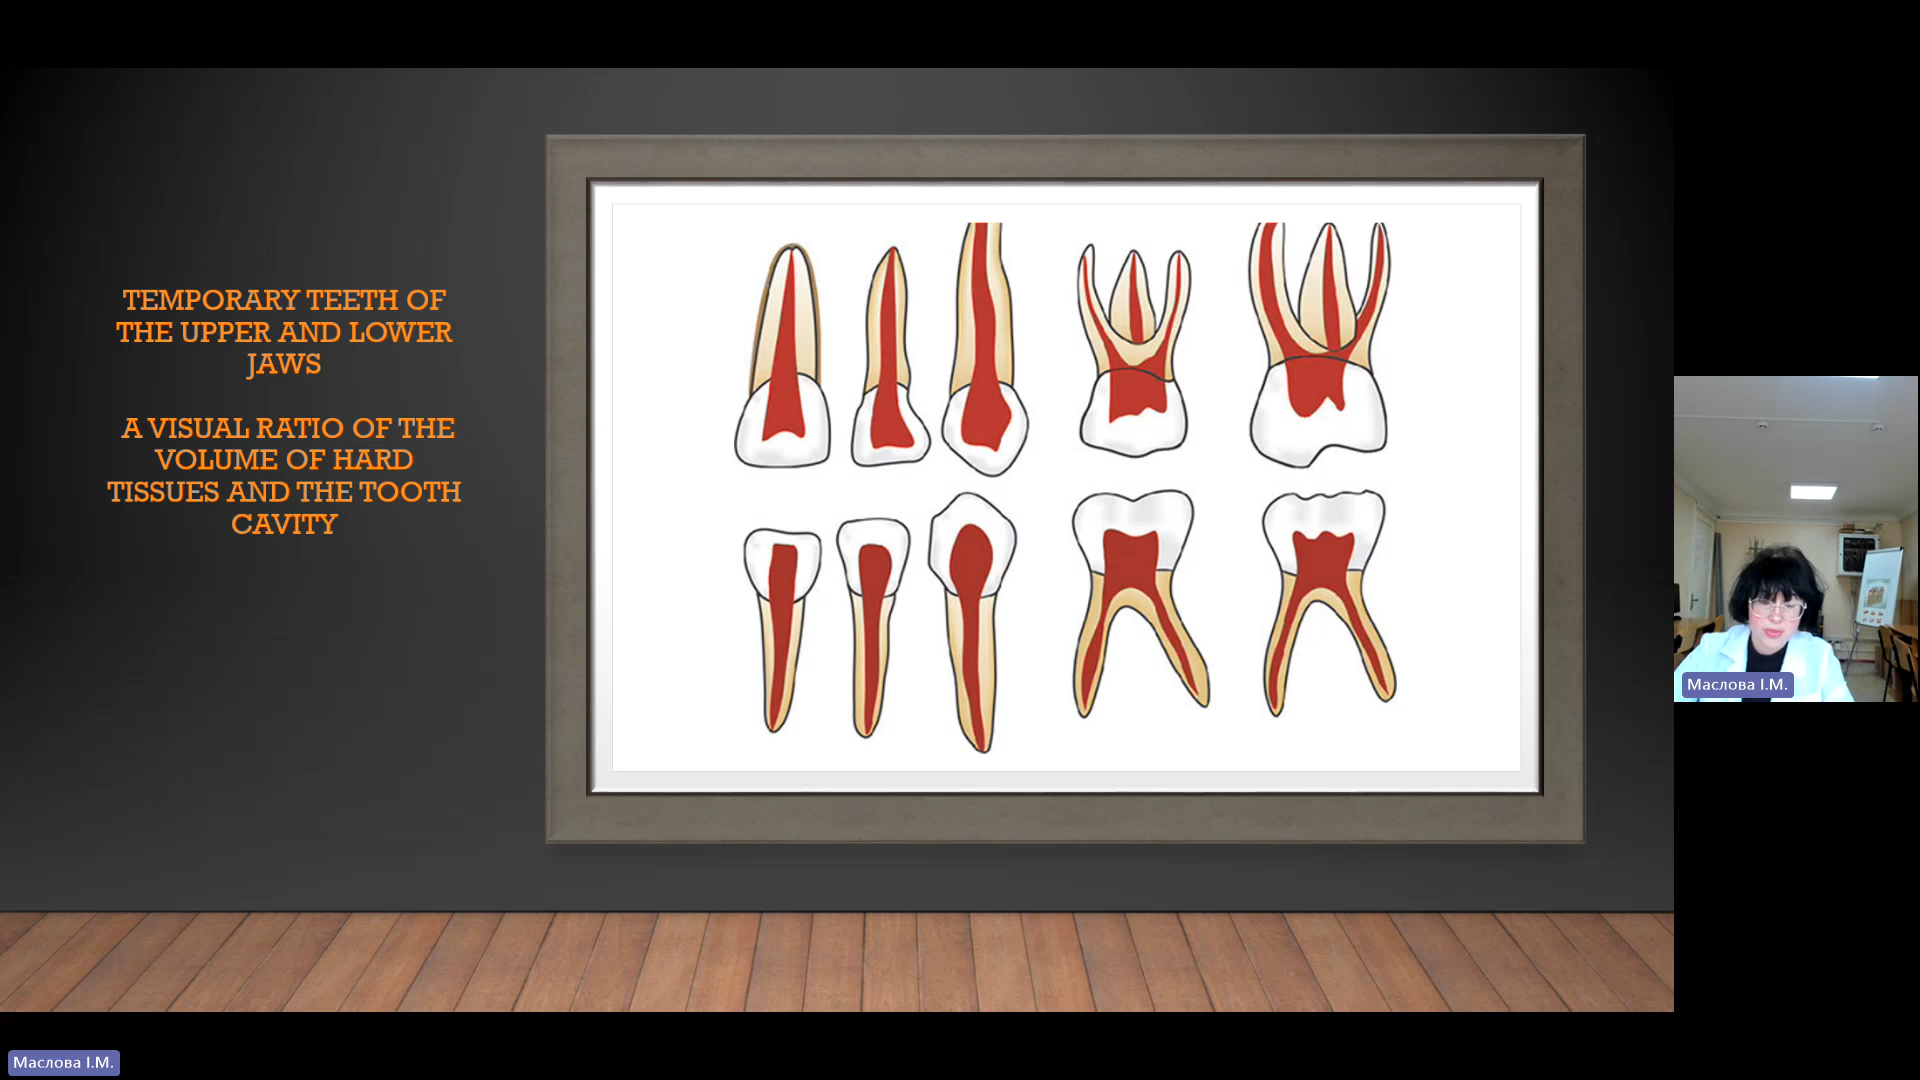 TEMPORARY TEETH OF
THE UPPER AND LOWER
JAWS
A VISUAL RATIO OF THE
VOLUME OF HARD
TISSUES AND THE TOOTH
CAVITY
Маслова І.М.
Маслова І.М.